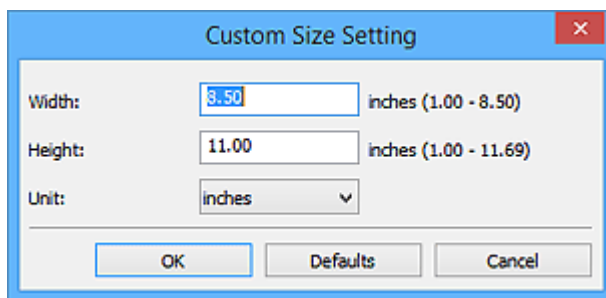 Custom Size Setting
Width: 8.50 inches (1.00 - 8.50)
Height: 11.00 inches (1.00 - 11.69)
Unit: inches
OK Defaults Cancel